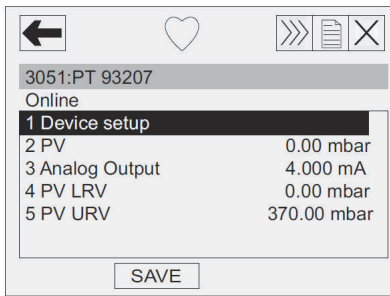 3051:PT 93207
Online
1 Device setup
2 PV 0.00 mbar
3 Analog Output 4.000 mA
4 PV LRV 0.00 mbar
5 PV URV 370.00 mbar
SAVE